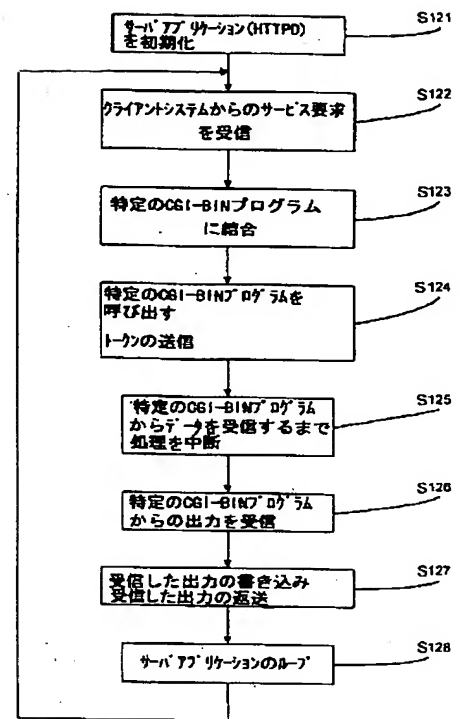 サーバアプリケーション(HTTPD)
を初期化
S121
クライアントシステムからのサービス要求
を受信
S122
特定のCGI-BINプログラム
に結合
S123
特定のCGI-BINプログラムを
呼び出す
トークンの送信
S124
特定のCGI-BINプログラム
からデータを受信するまで
処理を中断
S125
特定のCGI-BINプログラム
からの出力を受信
S126
受信した出力の書き込み
受信した出力の返送
S127
サーバアプリケーションのループ
S128